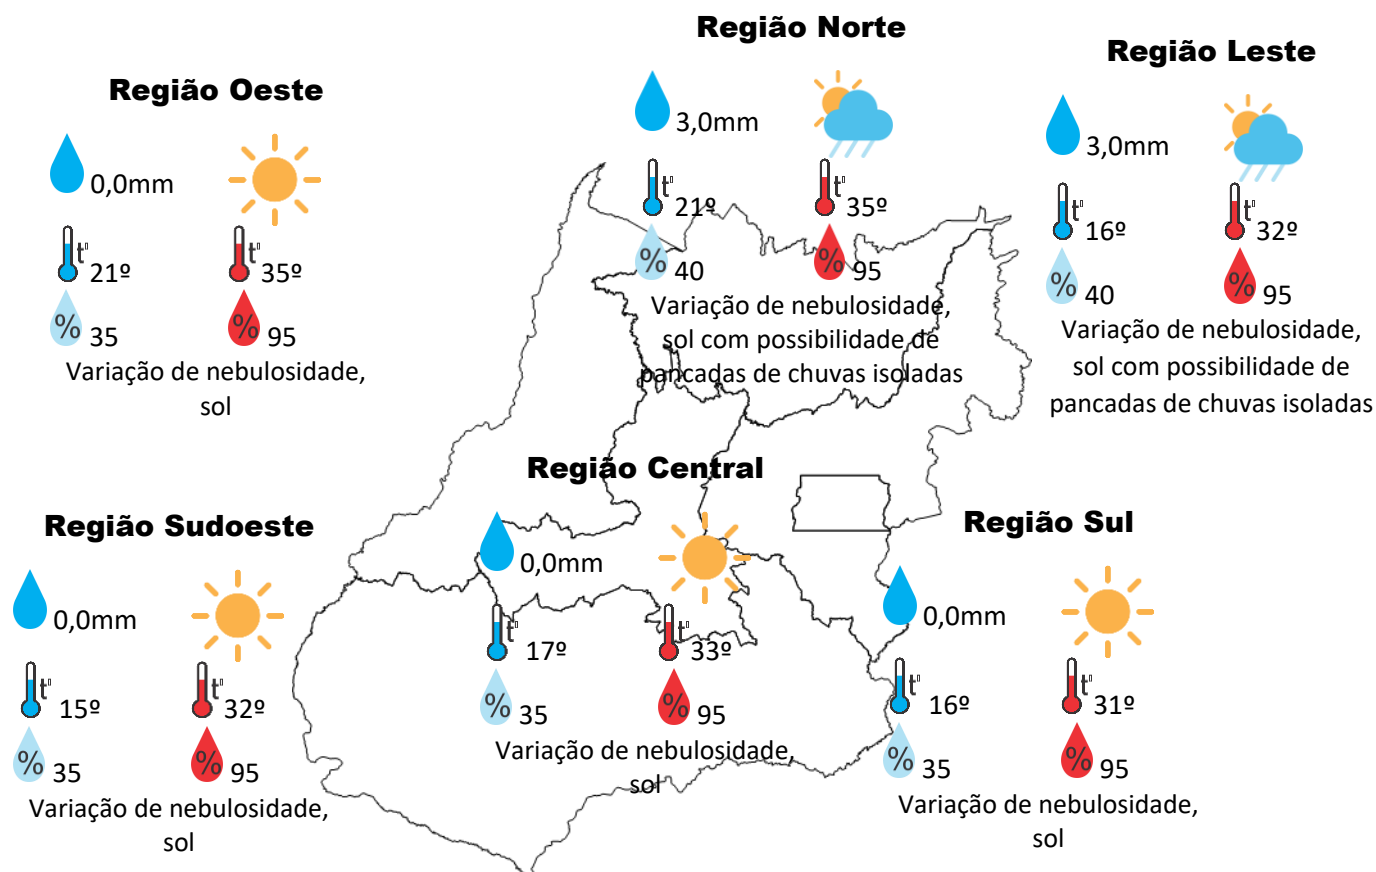 Região Norte
3,0mm
t°
21º
t°
35º
% 40
% 95
Variação de nebulosidade,
sol com possibilidade de
pancadas de chuvas isoladas
Região Leste
3,0mm
t°
16º
t°
32º
% 40
% 95
Variação de nebulosidade,
sol com possibilidade de
pancadas de chuvas isoladas
Região Oeste
0,0mm
t°
21º
t°
35º
% 35
% 95
Variação de nebulosidade,
sol
Região Central
0,0mm
t°
17º
t°
33º
% 35
% 95
Variação de nebulosidade,
sol
Região Sudoeste
0,0mm
t°
15º
t°
32º
% 35
% 95
Variação de nebulosidade,
sol
Região Sul
0,0mm
t°
16º
t°
31º
% 35
% 95
Variação de nebulosidade,
sol